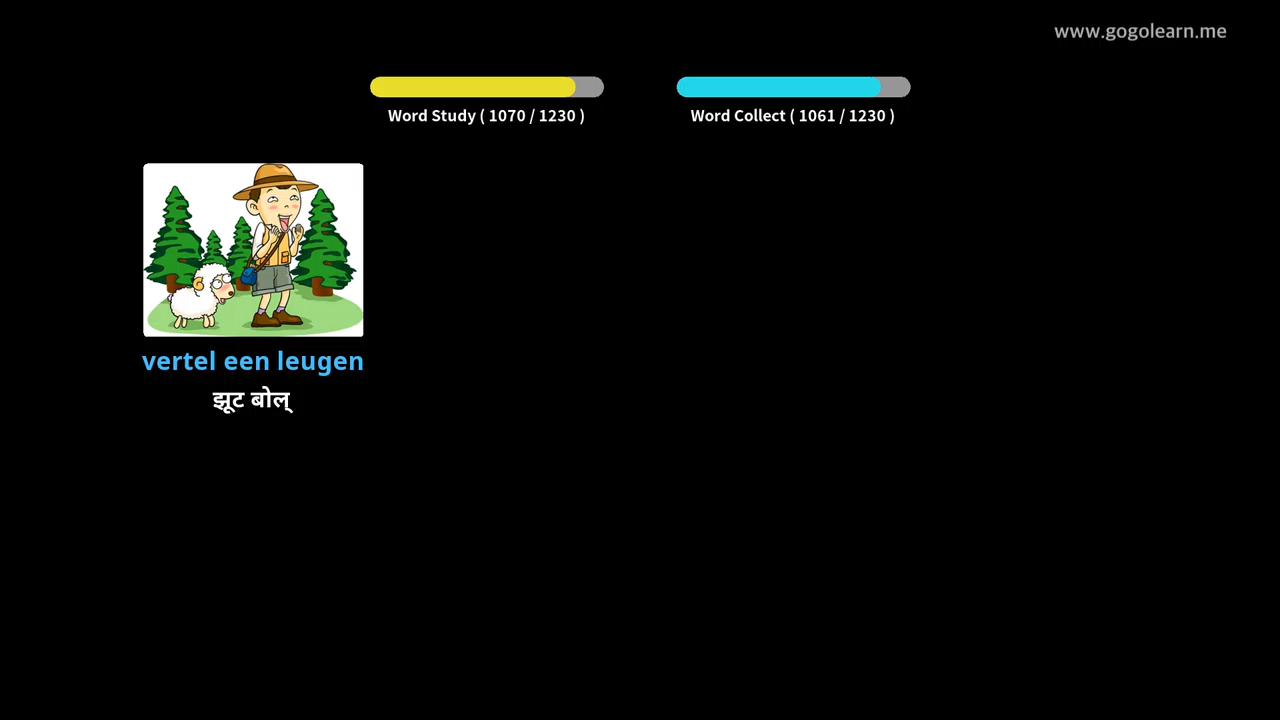 www.gogolearn.me
Word Study ( 1070 / 1230 )
Word Collect ( 1061 / 1230 )
vertel een leugen
झूट बोल्